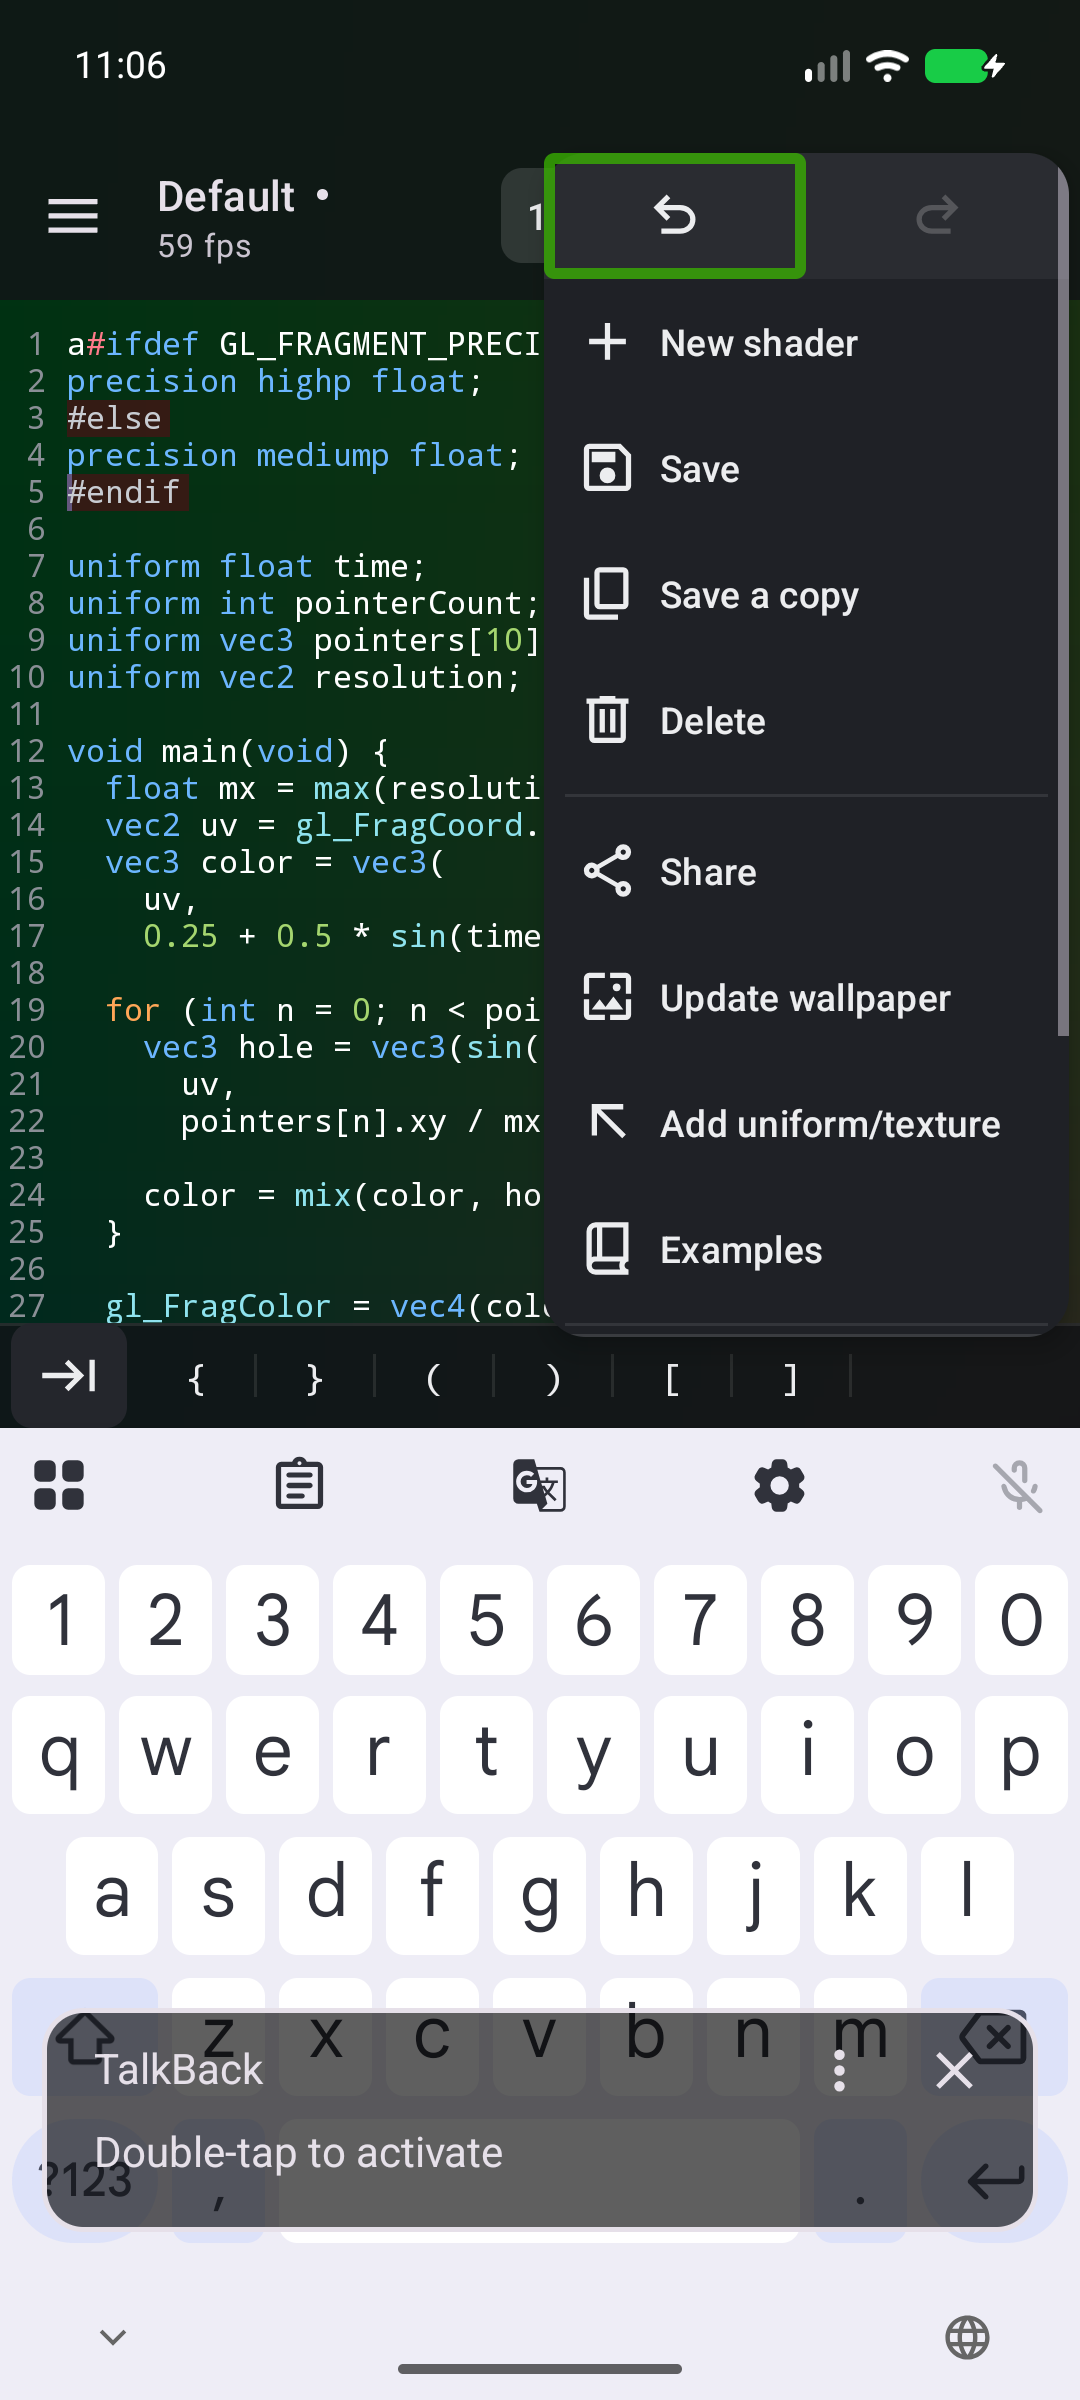 11:06
Default •
59 fps
1
1 a#ifdef GL_FRAGMENT_PRECI
2 precision highp float;
3 #else
4 precision mediump float;
5 #endif
6
7 uniform float time;
8 uniform int pointerCount;
9 uniform vec3 pointers[10]
10 uniform vec2 resolution;
11
12 void main(void) {
13   float mx = max(resoluti
14   vec2 uv = gl_FragCoord.
15   vec3 color = vec3(
16     uv,
17     0.25 + 0.5 * sin(time
18
19   for (int n = 0; n < poi
20     vec3 hole = vec3(sin(
21       uv,
22       pointers[n].xy / mx
23
24     color = mix(color, ho
25   }
26
27   gl_FragColor = vec4(col
New shader
Save
Save a copy
Delete
Share
Update wallpaper
Add uniform/texture
Examples
{ } ( ) [ ]
1 2 3 4 5 6 7 8 9 0
q w e r t y u i o p
a s d f g h j k l
z x c v b n m
TalkBack
Double-tap to activate
?123 , .